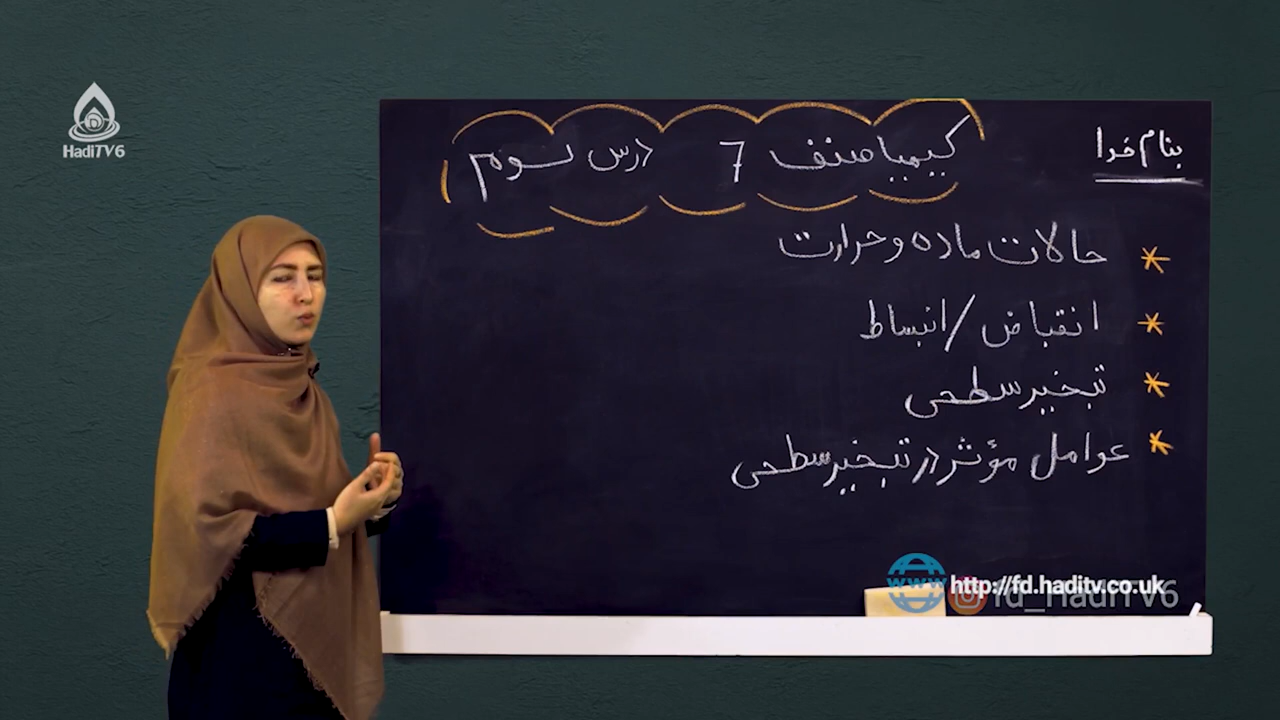 بنام خدا
کیمیا صنف 7 درس سوم
* حالات ماده و حرارت
* انقباض / انبساط
* تبخیر سطحی
* عوامل مؤثر در تبخیر سطحی
HadiTV6
www
http://fd.haditv.co.uk
fd_HadiTV6